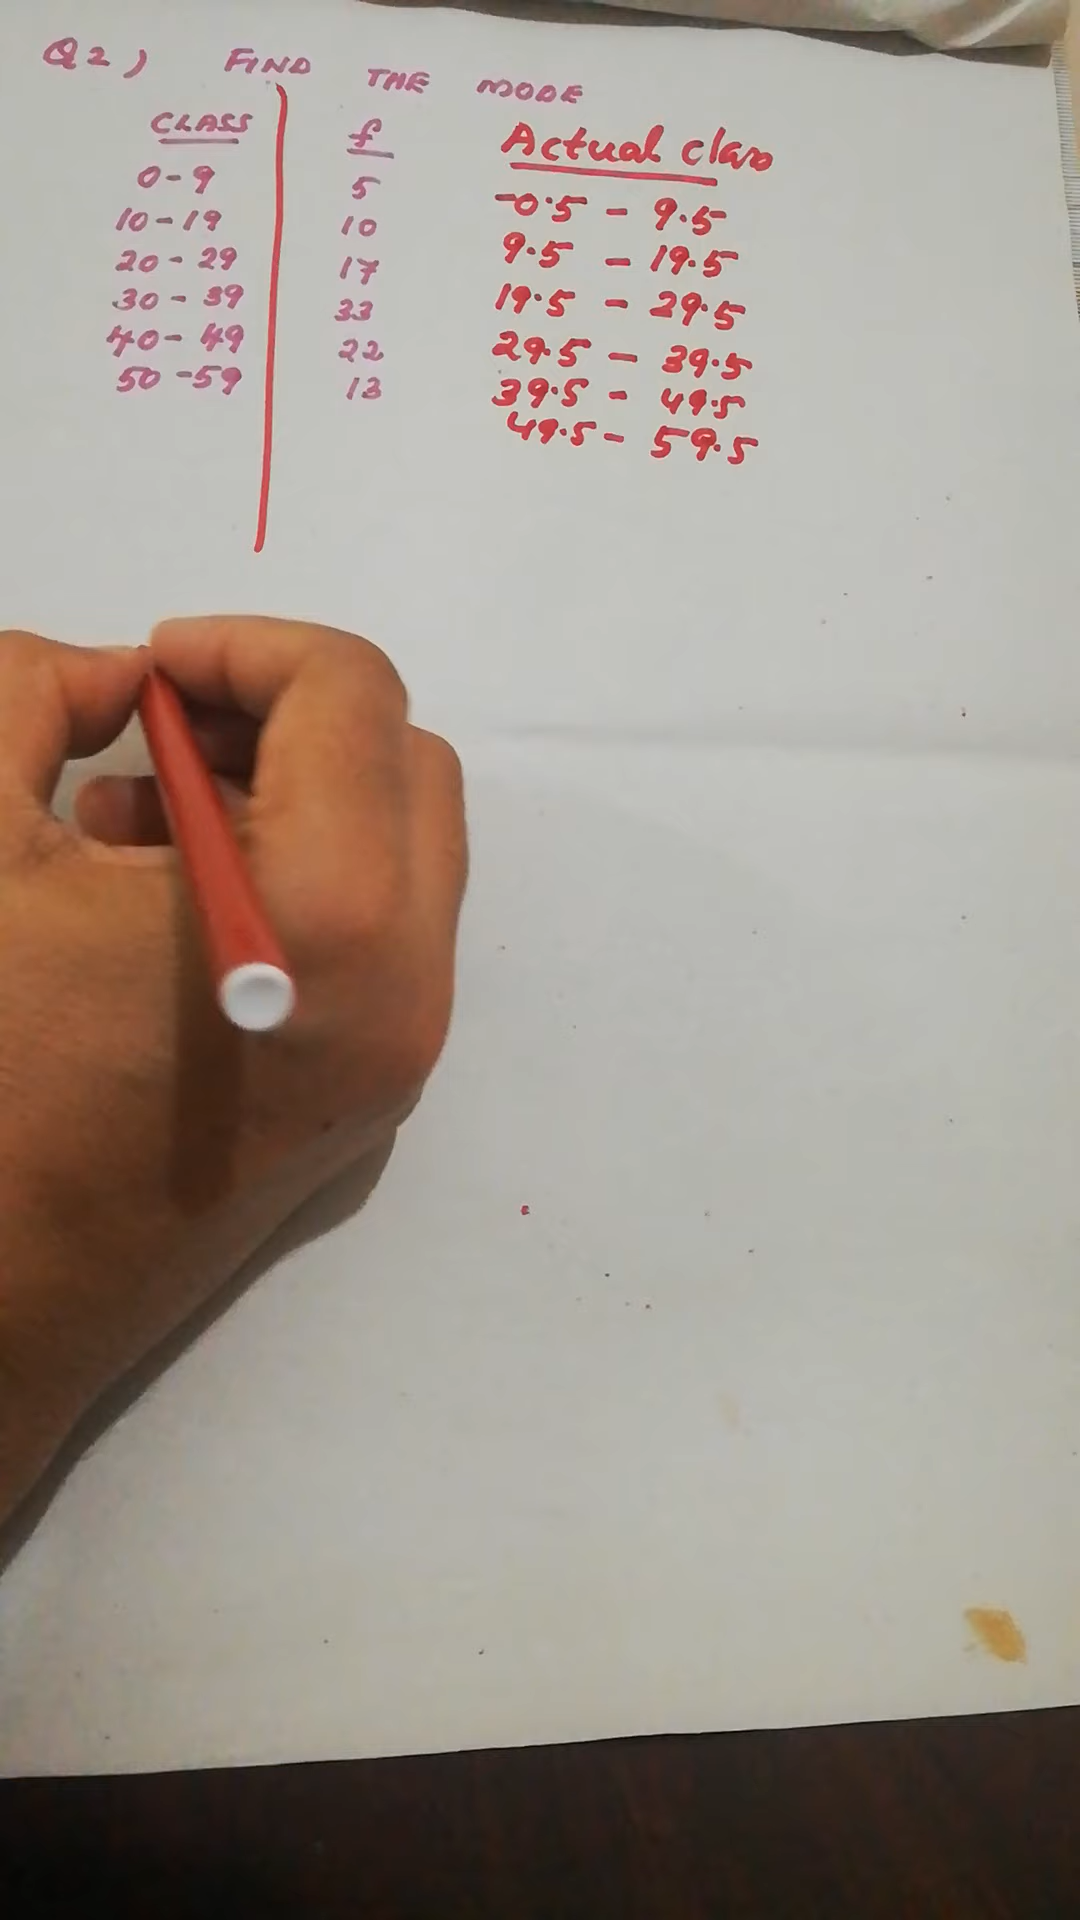 Q2) FIND THE MODE
CLASS f Actual class
0-9 5 -0.5 - 9.5
10-19 10 9.5 - 19.5
20-29 17 19.5 - 29.5
30-39 33 29.5 - 39.5
40-49 22 39.5 - 49.5
50-59 13 49.5 - 59.5